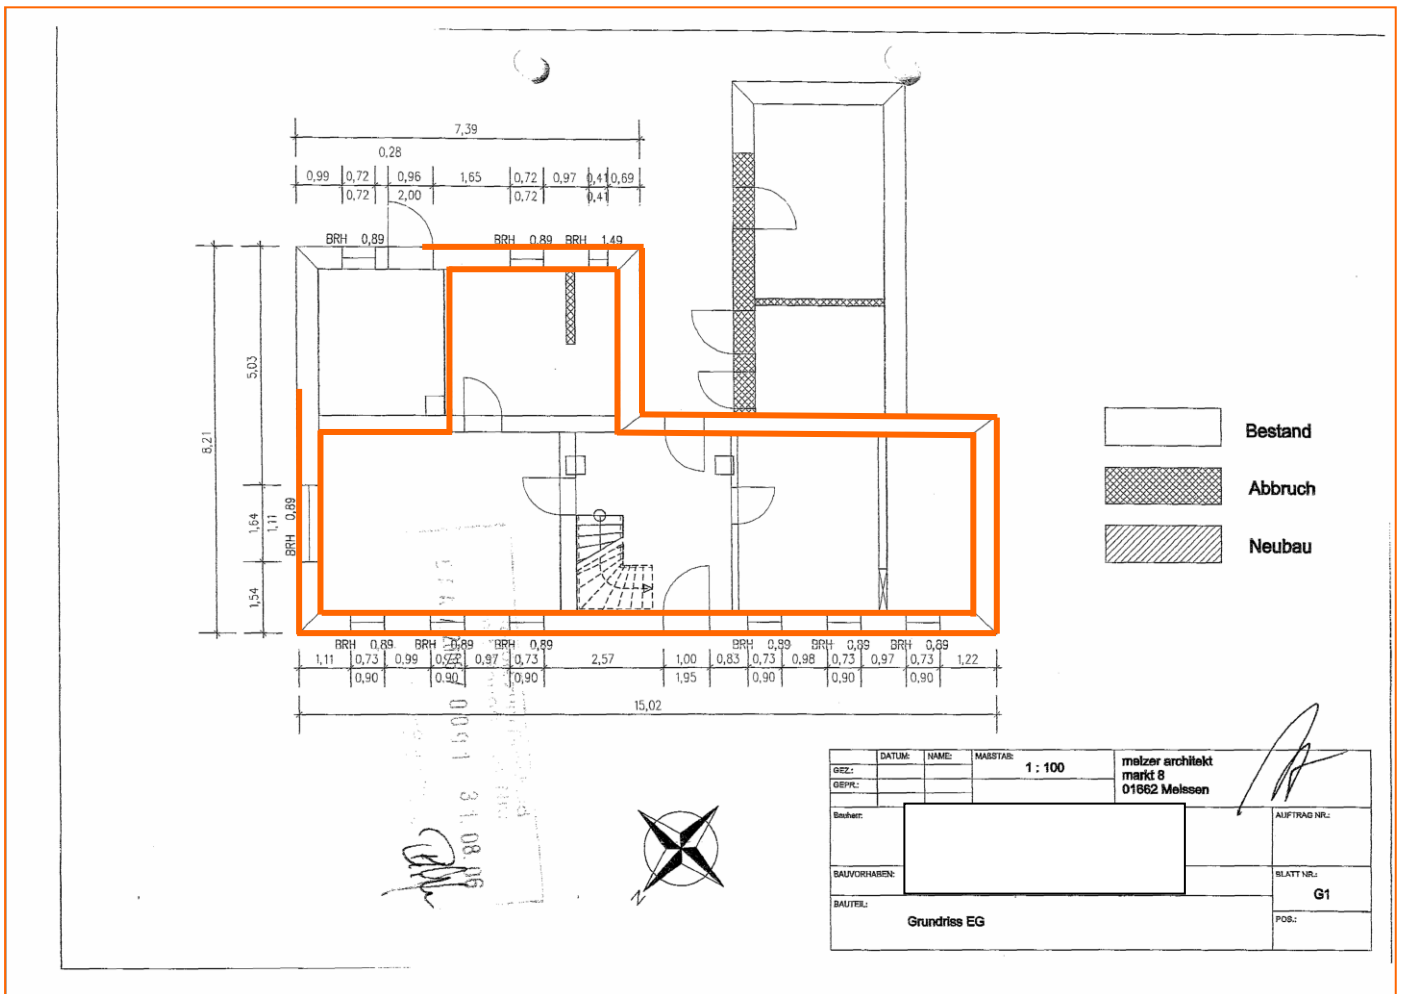 7,39
0,28
0,99 0,72 0,96 1,65 0,72 0,97 0,41 0,69
0,72 2,00 0,72 0,41
BRH 0,89 BRH 0,89 BRH 1,49
5,03
8,21
1,64
1,11
BRH 0,89
1,54
Bestand
Abbruch
Neubau
BRH 0,89 BRH 0,89 BRH 0,89 BRH 0,89 BRH 0,89 BRH 0,89
1,11 0,73 0,99 0,73 0,97 0,73 2,57 1,00 0,83 0,73 0,98 0,73 0,97 0,73 1,22
0,90 0,90 0,90 1,95 0,90 0,90 0,90
15,02
31.08.06
N
DATUM: NAME: MAßSTAB:
1 : 100
GEZ.:
GEPR.:
melzer architekt
markt 8
01662 Meissen
Bauherr:
AUFTRAG NR.:
BAUVORHABEN:
BLATT NR.:
G1
BAUTEIL:
Grundriss EG
POS.: